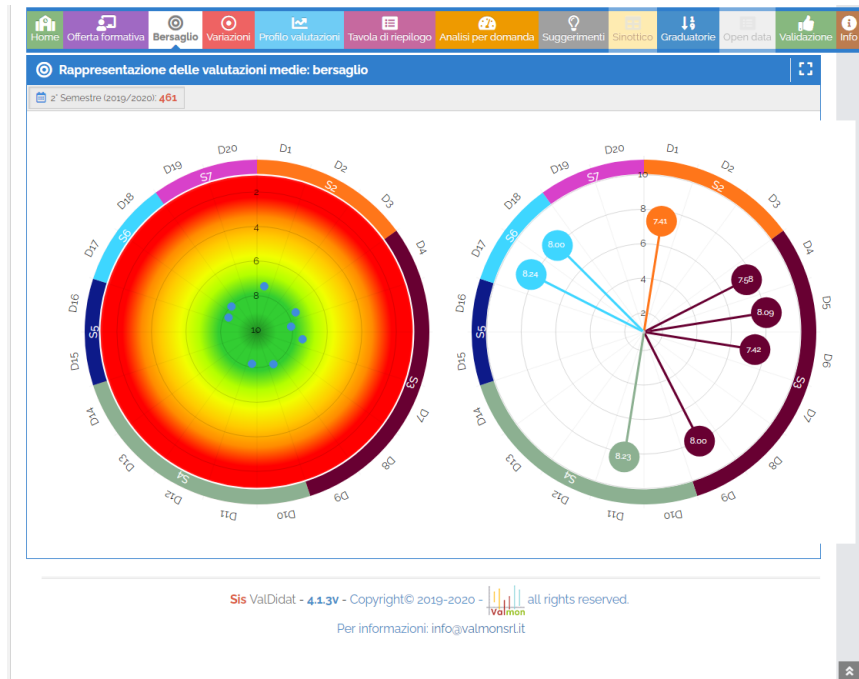 Home Offerta formativa Bersaglio Variazioni Profilo valutazioni Tavola di riepilogo Analisi per domanda Suggerimenti Sinottico Graduatorie Open data Validazione Info
Rappresentazione delle valutazioni medie: bersaglio
2° Semestre (2019/2020): 461
D20 D1 D2 D3 D4 D5 D6 D7 D8 D9 D10 D11 D12 D13 D14 D15 D16 D17 D18 D19
S7 S2 S3 S4 S5 S6
2
4
6
8
10
D20 D1 D2 D3 D4 D5 D6 D7 D8 D9 D10 D11 D12 D13 D14 D15 D16 D17 D18 D19
S7 S2 S3 S4 S5 S6
10
8
6
4
2
7.41
8.00
8.24
7.58
8.09
7.42
8.00
8.23
Sis ValDidat - 4.1.3v - Copyright© 2019-2020 - Valmon all rights reserved.
Per informazioni: info@valmonsrl.it